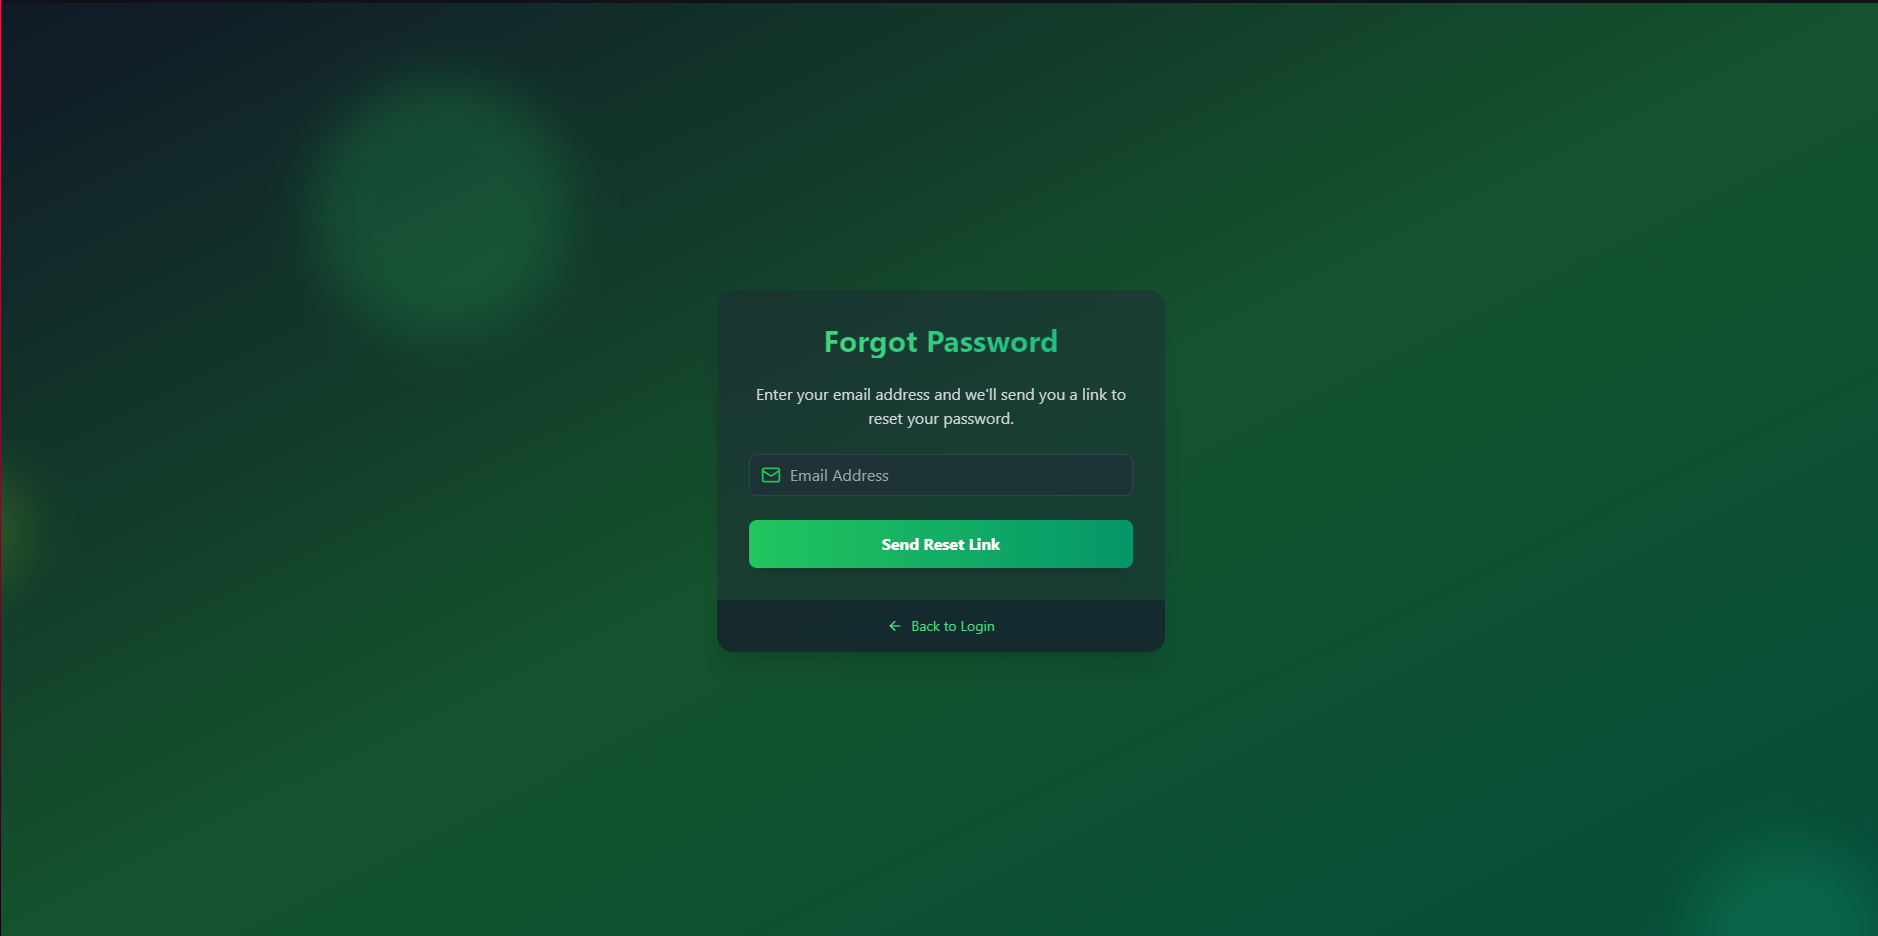 Forgot Password
Enter your email address and we'll send you a link to
reset your password.
Email Address
Send Reset Link
Back to Login